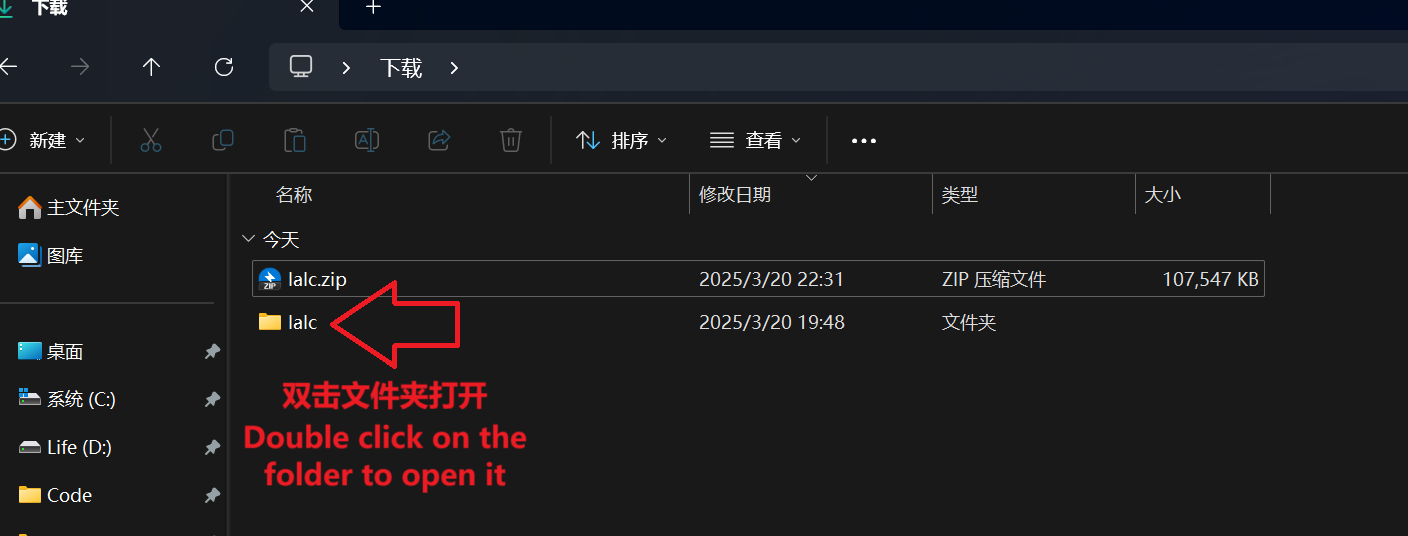 下载
下载
新建
排序
查看
名称
修改日期
类型
大小
主文件夹
图库
今天
lalc.zip
2025/3/20 22:31
ZIP 压缩文件
107,547 KB
lalc
2025/3/20 19:48
文件夹
桌面
系统 (C:)
Life (D:)
Code
双击文件夹打开
Double click on the
folder to open it